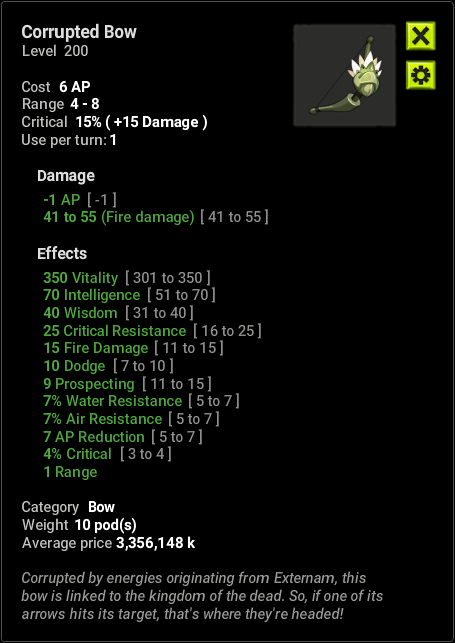 Corrupted Bow
Level 200
Cost 6 AP
Range 4 - 8
Critical 15% ( +15 Damage )
Use per turn: 1
Damage
-1 AP [ -1 ]
41 to 55 (Fire damage) [ 41 to 55 ]
Effects
350 Vitality [ 301 to 350 ]
70 Intelligence [ 51 to 70 ]
40 Wisdom [ 31 to 40 ]
25 Critical Resistance [ 16 to 25 ]
15 Fire Damage [ 11 to 15 ]
10 Dodge [ 7 to 10 ]
9 Prospecting [ 11 to 15 ]
7% Water Resistance [ 5 to 7 ]
7% Air Resistance [ 5 to 7 ]
7 AP Reduction [ 5 to 7 ]
4% Critical [ 3 to 4 ]
1 Range
Category Bow
Weight 10 pod(s)
Average price 3,356,148 k
Corrupted by energies originating from Externam, this
bow is linked to the kingdom of the dead. So, if one of its
arrows hits its target, that's where they're headed!